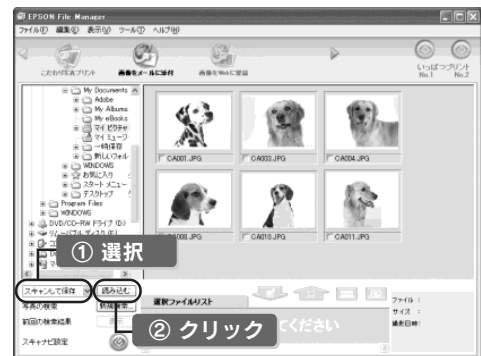 EPSON File Manager
ファイル(F) 編集(E) 表示(V) ツール(T) ヘルプ(H)
こだわり写真プリント
画像をメールに添付
画像をWebに登録
いっぱつプリント
No.1 No.2
My Documents
Adobe
My Albums
My eBooks
マイ ピクチャ
マイ ミュージ
一時保存
新しいフォル
WINDOWS
お気に入り
スタート メニュー
デスクトップ
Program Files
WINDOWS
DVD/CD-RW ドライブ (D:)
CA001.JPG
CA003.JPG
CA004.JPG
CA008.JPG
CA010.JPG
CA011.JPG
① 選択
スキャンして保存
読み込む
写真の検索
前回の検索結果
スキャナビ設定
選択ファイルリスト
② クリック
ください
ファイル :
サイズ :
撮影日時: